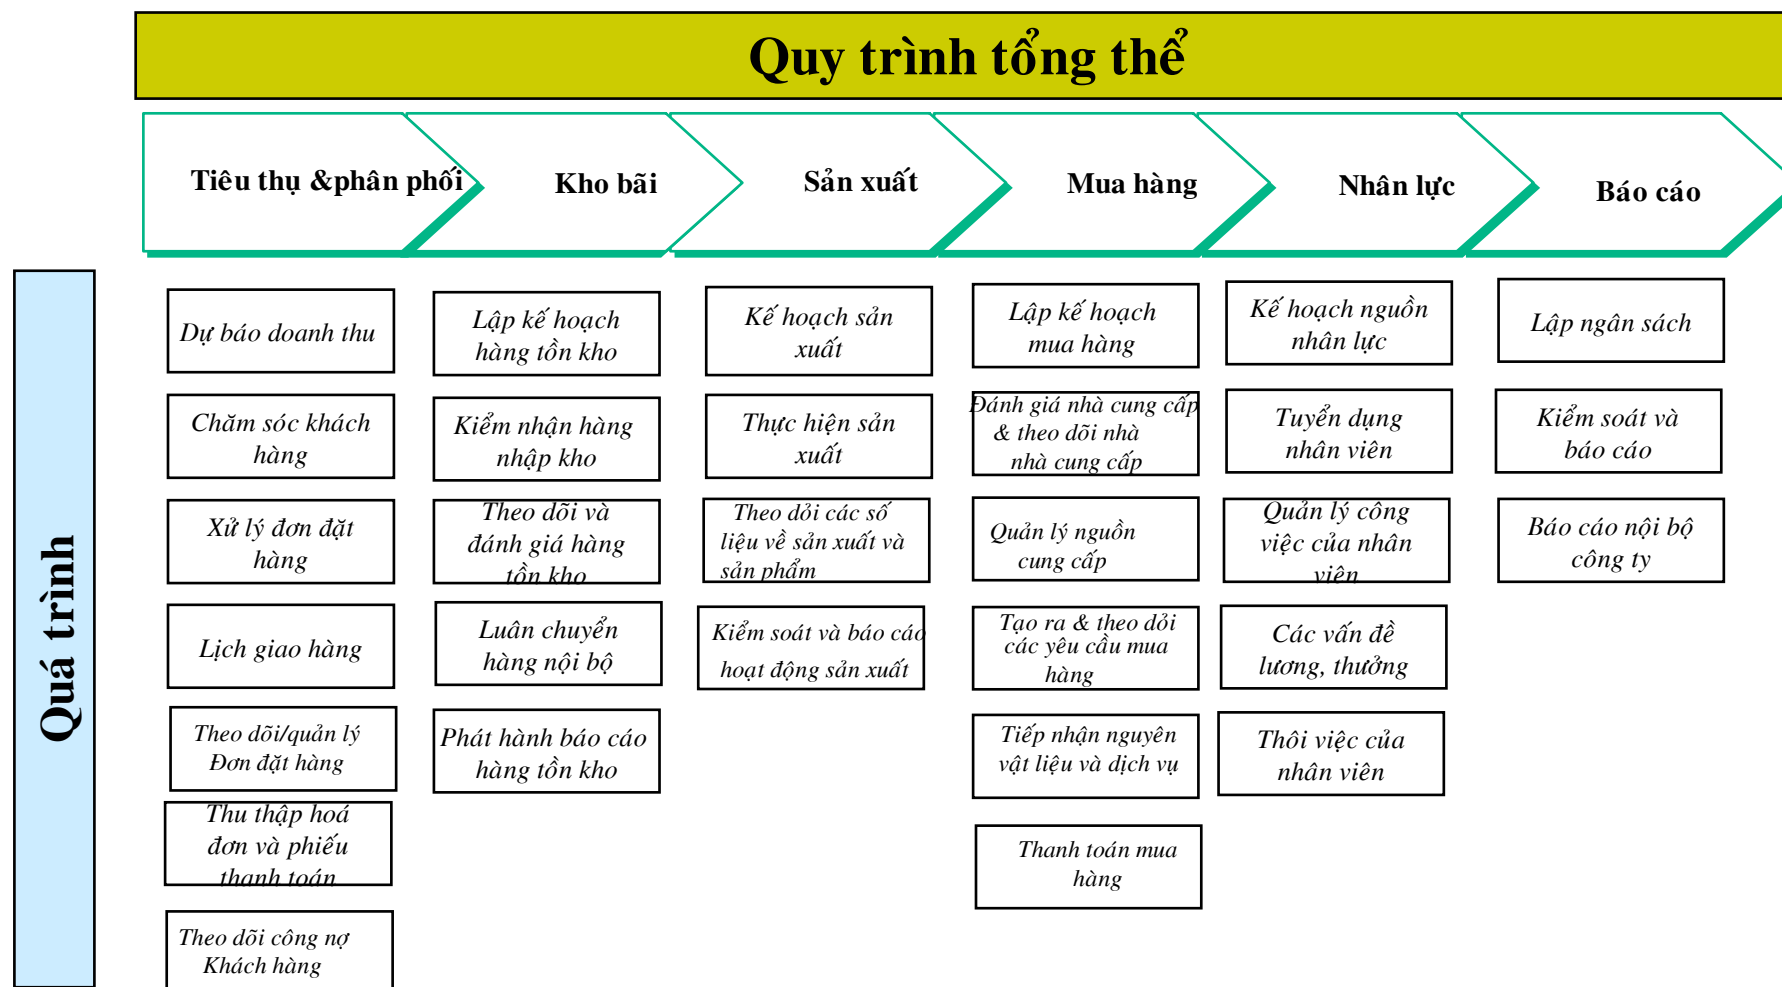 Quy trình tổng thể
Tiêu thụ &phân phối
Kho bãi
Sản xuất
Mua hàng
Nhân lực
Báo cáo
Quá trình
Dự báo doanh thu
Chăm sóc khách
hàng
Xử lý đơn đặt
hàng
Lịch giao hàng
Theo dõi/quản lý
Đơn đặt hàng
Thu thập hoá
đơn và phiếu
thanh toán
Theo dõi công nợ
Khách hàng
Lập kế hoạch
hàng tồn kho
Kiểm nhận hàng
nhập kho
Theo dõi và
đánh giá hàng
tồn kho
Luân chuyển
hàng nội bộ
Phát hành báo cáo
hàng tồn kho
Kế hoạch sản
xuất
Thực hiện sản
xuất
Theo dỏi các số
liệu về sản xuất và
sản phẩm
Kiểm soát và báo cáo
hoạt động sản xuất
Lập kế hoạch
mua hàng
Đánh giá nhà cung cấp
& theo dõi nhà
nhà cung cấp
Quản lý nguồn
cung cấp
Tạo ra & theo dỏi
các yêu cầu mua
hàng
Tiếp nhận nguyên
vật liệu và dịch vụ
Thanh toán mua
hàng
Kế hoạch nguồn
nhân lực
Tuyển dụng
nhân viên
Quản lý công
việc của nhân
viên
Các vấn đề
lương, thưởng
Thôi việc của
nhân viên
Lập ngân sách
Kiểm soát và
báo cáo
Báo cáo nội bộ
công ty